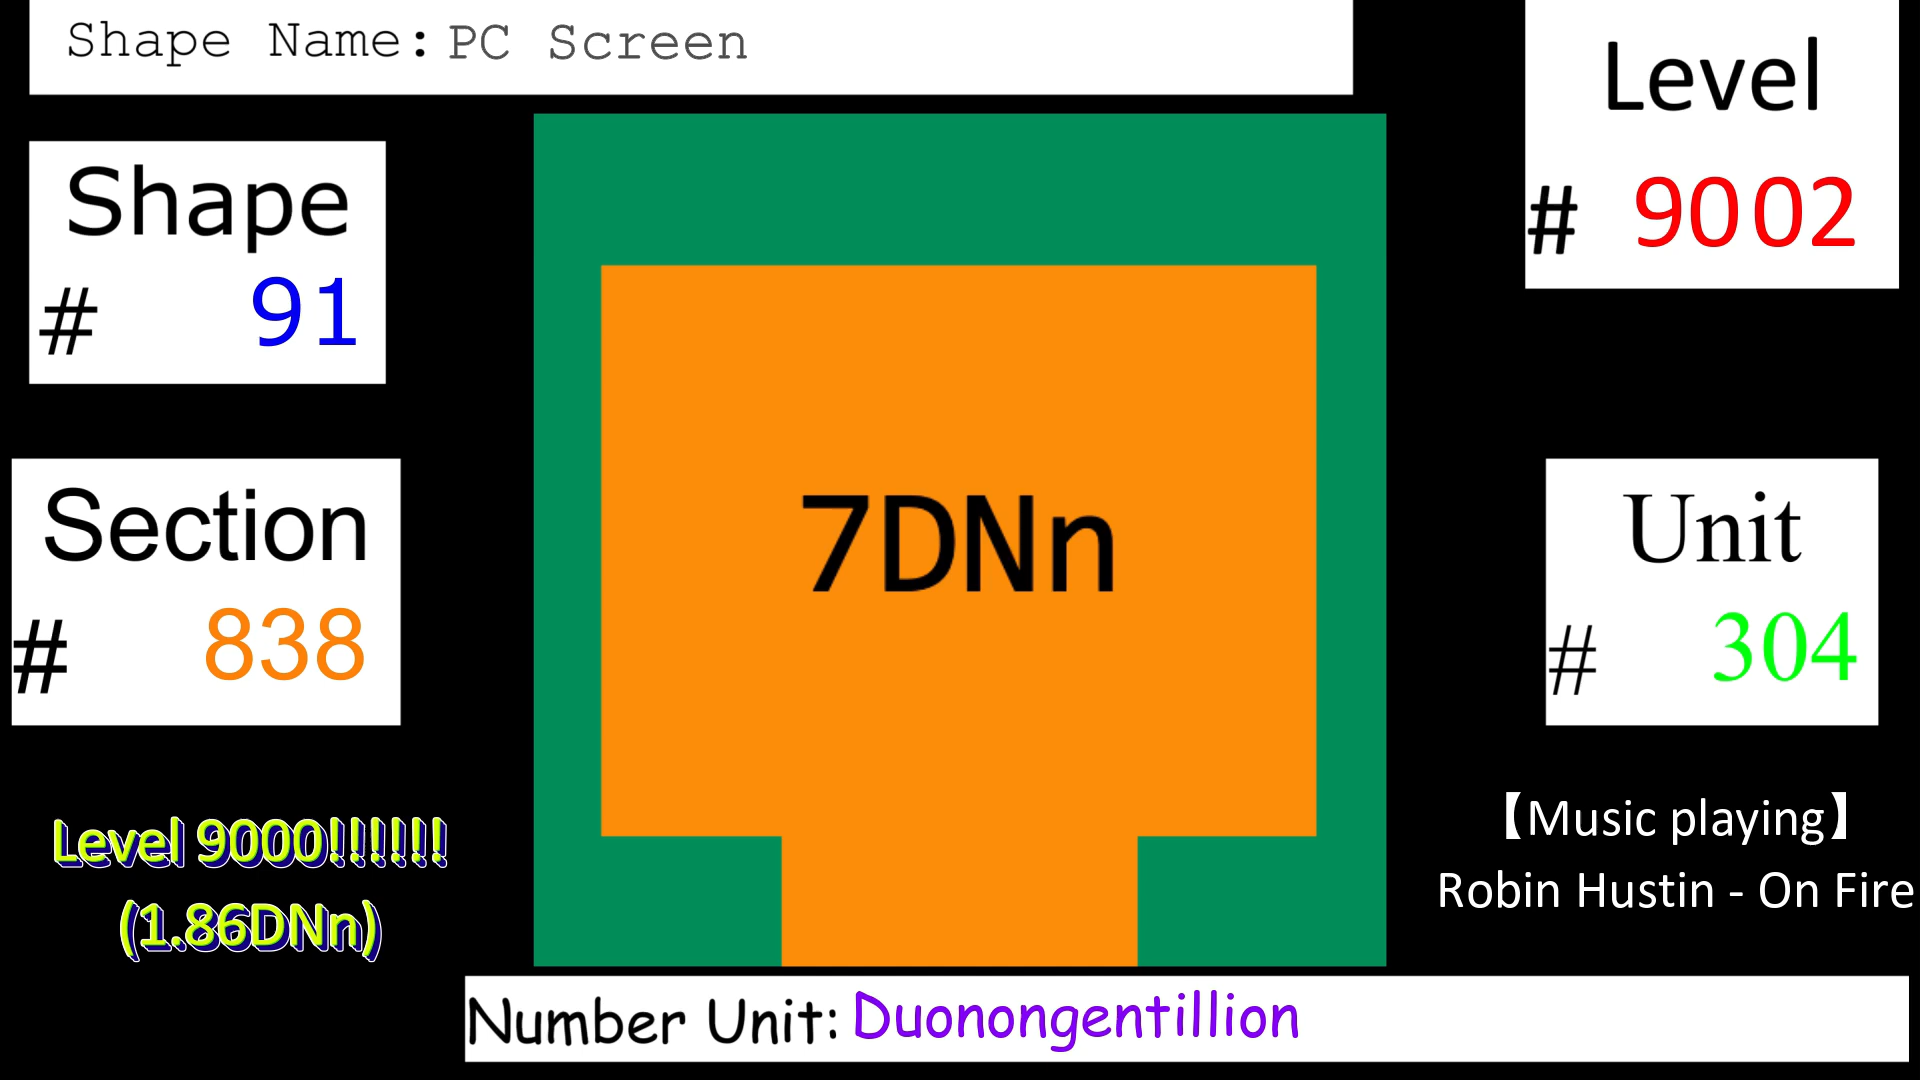 Shape Name: PC Screen
Level
# 9002
Shape
# 91
7DNn
Section
# 838
Unit
# 304
Level 9000!!!!!!
(1.86DNn)
【Music playing】
Robin Hustin - On Fire
Number Unit: Duonongentillion